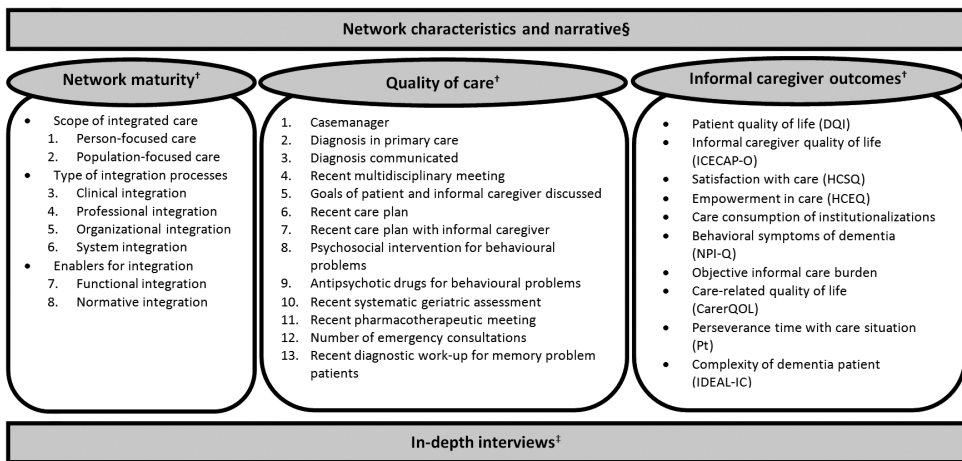 Network characteristics and narrative§
Network maturity†
• Scope of integrated care
1. Person-focused care
2. Population-focused care
• Type of integration processes
3. Clinical integration
4. Professional integration
5. Organizational integration
6. System integration
• Enablers for integration
7. Functional integration
8. Normative integration
Quality of care†
1. Casemanager
2. Diagnosis in primary care
3. Diagnosis communicated
4. Recent multidisciplinary meeting
5. Goals of patient and informal caregiver discussed
6. Recent care plan
7. Recent care plan with informal caregiver
8. Psychosocial intervention for behavioural
problems
9. Antipsychotic drugs for behavioural problems
10. Recent systematic geriatric assessment
11. Recent pharmacotherapeutic meeting
12. Number of emergency consultations
13. Recent diagnostic work-up for memory problem
patients
Informal caregiver outcomes†
• Patient quality of life (DQI)
• Informal caregiver quality of life
(ICECAP-O)
• Satisfaction with care (HCSQ)
• Empowerment in care (HCEQ)
• Care consumption of institutionalizations
• Behavioral symptoms of dementia
(NPI-Q)
• Objective informal care burden
• Care-related quality of life
(CarerQOL)
• Perseverance time with care situation
(Pt)
• Complexity of dementia patient
(IDEAL-IC)
In-depth interviews‡